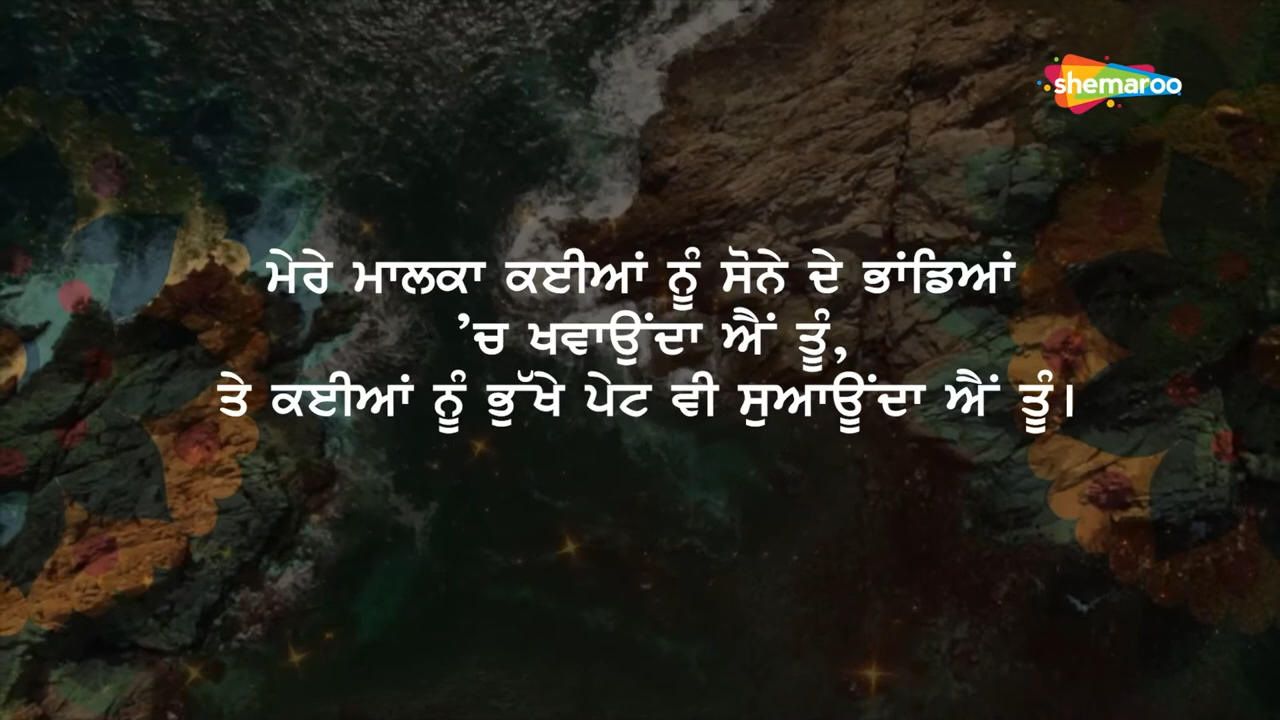 shemaroo
ਮੇਰੇ ਮਾਲਕਾ ਕਈਆਂ ਨੂੰ ਸੋਨੇ ਦੇ ਭਾਂਡਿਆਂ
’ਚ ਖਵਾਉਂਦਾ ਐਂ ਤੂੰ,
ਤੇ ਕਈਆਂ ਨੂੰ ਭੁੱਖੇ ਪੇਟ ਵੀ ਸੁਆਊਂਦਾ ਐਂ ਤੂੰ।